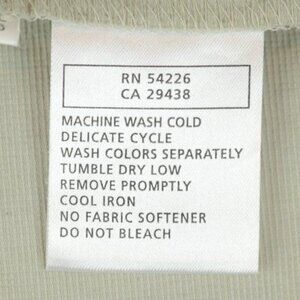 RN 54226
CA 29438
MACHINE WASH COLD
DELICATE CYCLE
WASH COLORS SEPARATELY
TUMBLE DRY LOW
REMOVE PROMPTLY
COOL IRON
NO FABRIC SOFTENER
DO NOT BLEACH